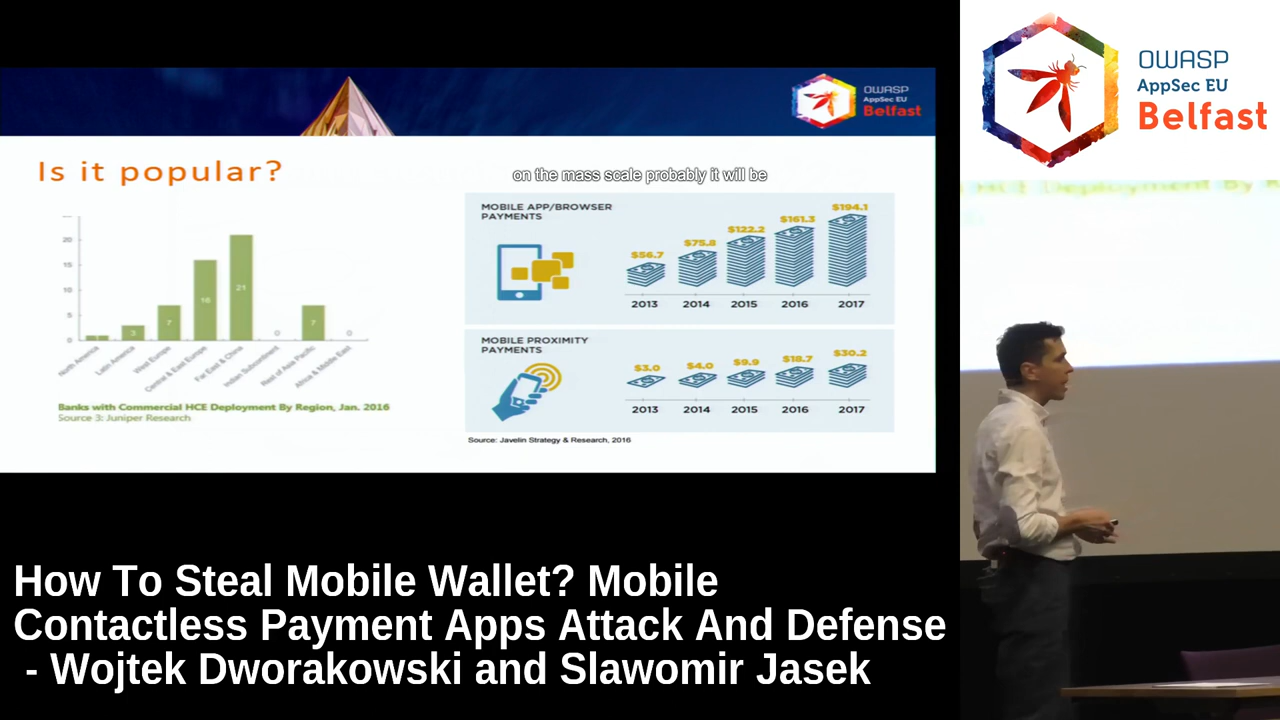 OWASP
AppSec EU
Belfast
OWASP
AppSec EU
Belfast
Is it popular?
on the mass scale probably it will be
20
15
10
5
0
3
7
16
21
0
7
0
North America
Latin America
West Europe
Central & East Europe
Far East & China
Indian Subcontinent
Rest of Asia Pacific
Africa & Middle East
Banks with Commercial HCE Deployment By Region, Jan. 2016
Source 3: Juniper Research
MOBILE APP/BROWSER
PAYMENTS
$56.7
$75.8
$122.2
$161.3
$194.1
2013 2014 2015 2016 2017
MOBILE PROXIMITY
PAYMENTS
$3.0
$4.0
$9.9
$18.7
$30.2
2013 2014 2015 2016 2017
Source: Javelin Strategy & Research, 2016
How To Steal Mobile Wallet? Mobile
Contactless Payment Apps Attack And Defense
- Wojtek Dworakowski and Slawomir Jasek